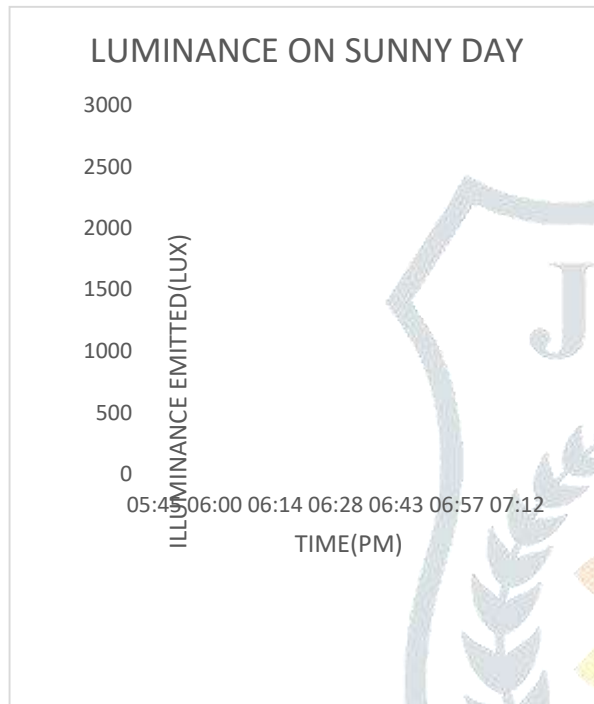 LUMINANCE ON SUNNY DAY
3000
2500
2000
1500
1000
500
0
ILLUMINANCE EMITTED(LUX)
05:45 06:00 06:14 06:28 06:43 06:57 07:12
TIME(PM)
J